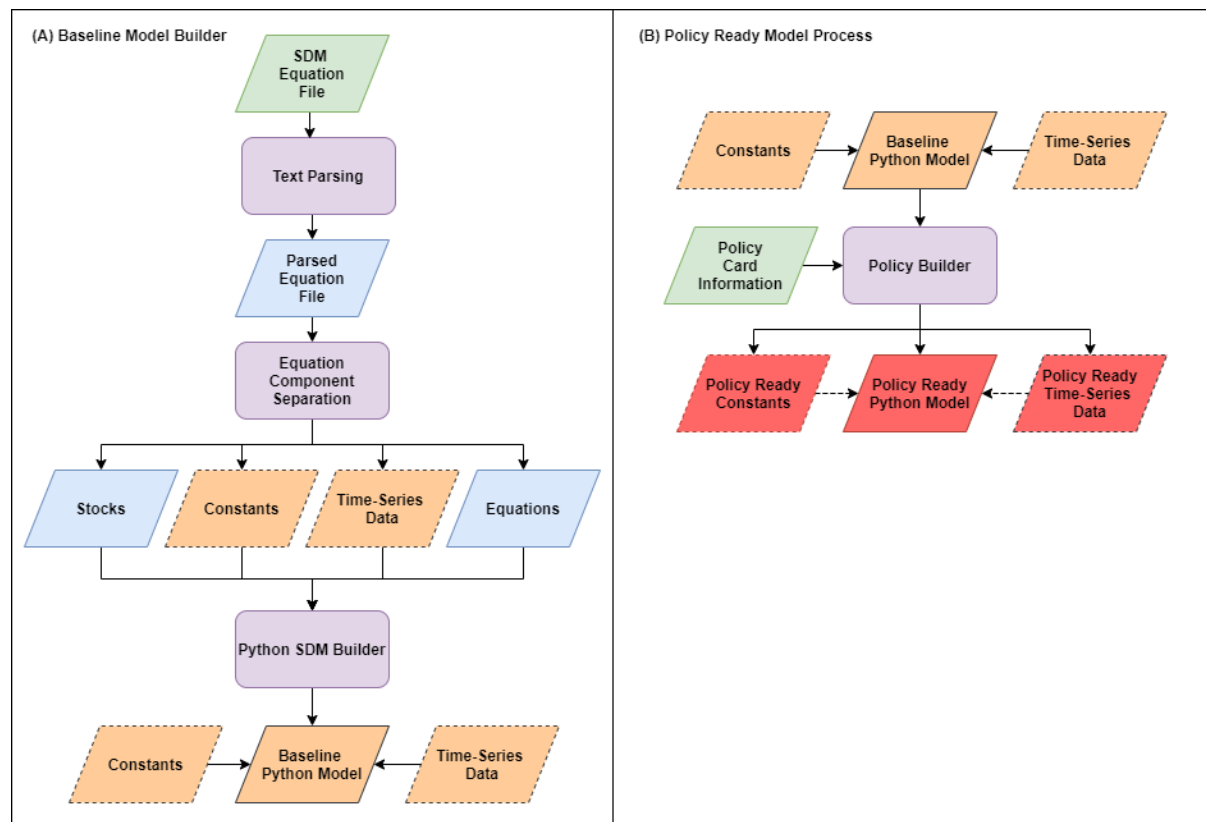 (A) Baseline Model Builder
SDM
Equation
File
Text Parsing
Parsed
Equation
File
Equation
Component
Separation
Stocks
Constants
Time-Series
Data
Equations
Python SDM Builder
Constants
Baseline
Python Model
Time-Series
Data
(B) Policy Ready Model Process
Constants
Baseline
Python Model
Time-Series
Data
Policy
Card
Information
Policy Builder
Policy Ready
Constants
Policy Ready
Python Model
Policy Ready
Time-Series
Data